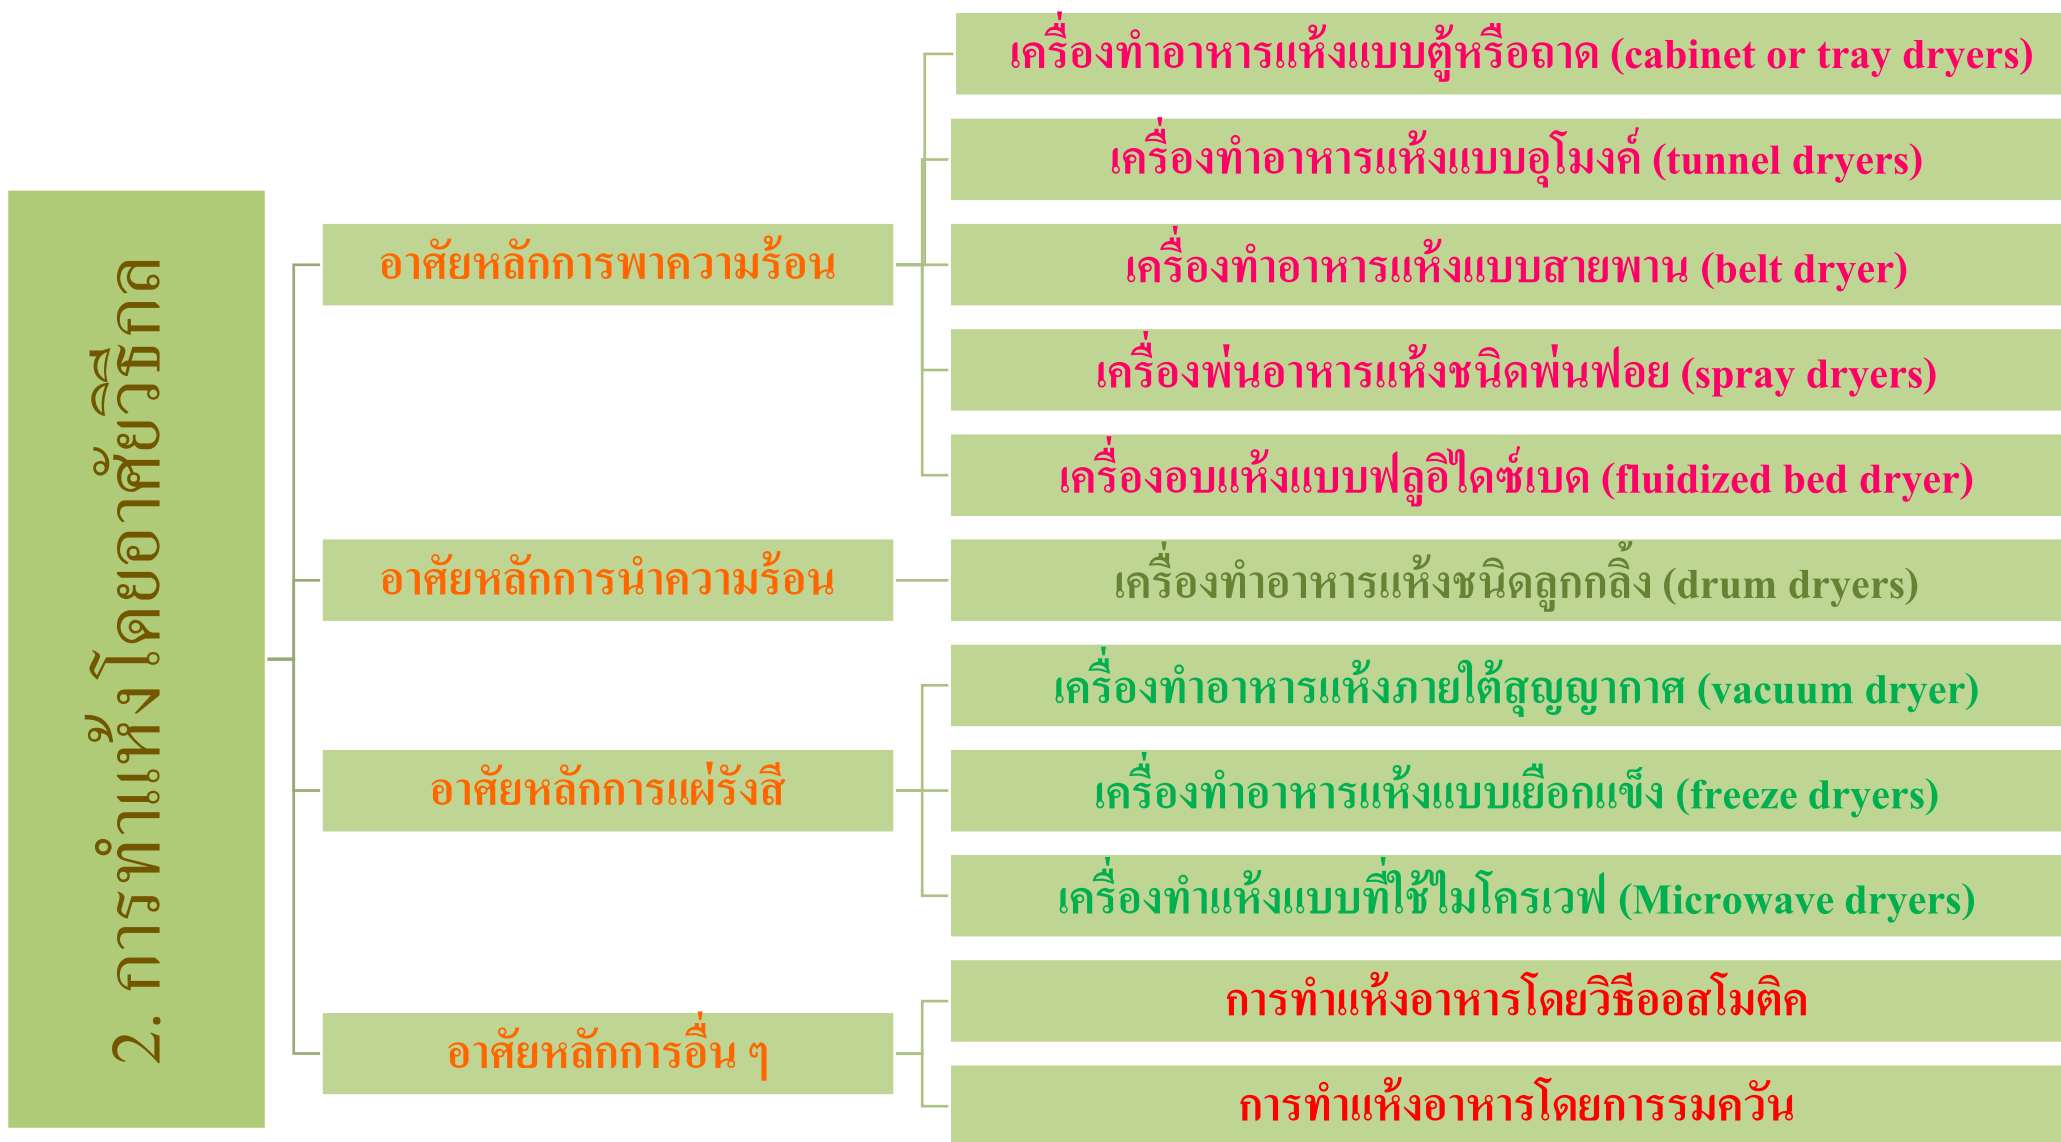 2. การทำแห้งโดยอาศัยวิธีกล
อาศัยหลักการพาความร้อน
เครื่องทำอาหารแห้งแบบตู้หรือถาด (cabinet or tray dryers)
เครื่องทำอาหารแห้งแบบอุโมงค์ (tunnel dryers)
เครื่องทำอาหารแห้งแบบสายพาน (belt dryer)
เครื่องพ่นอาหารแห้งชนิดพ่นฟอย (spray dryers)
เครื่องอบแห้งแบบฟลูอิไดซ์เบด (fluidized bed dryer)
อาศัยหลักการนำความร้อน
เครื่องทำอาหารแห้งชนิดลูกกลิ้ง (drum dryers)
อาศัยหลักการแผ่รังสี
เครื่องทำอาหารแห้งภายใต้สุญญากาศ (vacuum dryer)
เครื่องทำอาหารแห้งแบบเยือกแข็ง (freeze dryers)
เครื่องทำแห้งแบบที่ใช้ไมโครเวฟ (Microwave dryers)
อาศัยหลักการอื่น ๆ
การทำแห้งอาหารโดยวิธีออสโมติค
การทำแห้งอาหารโดยการรมควัน